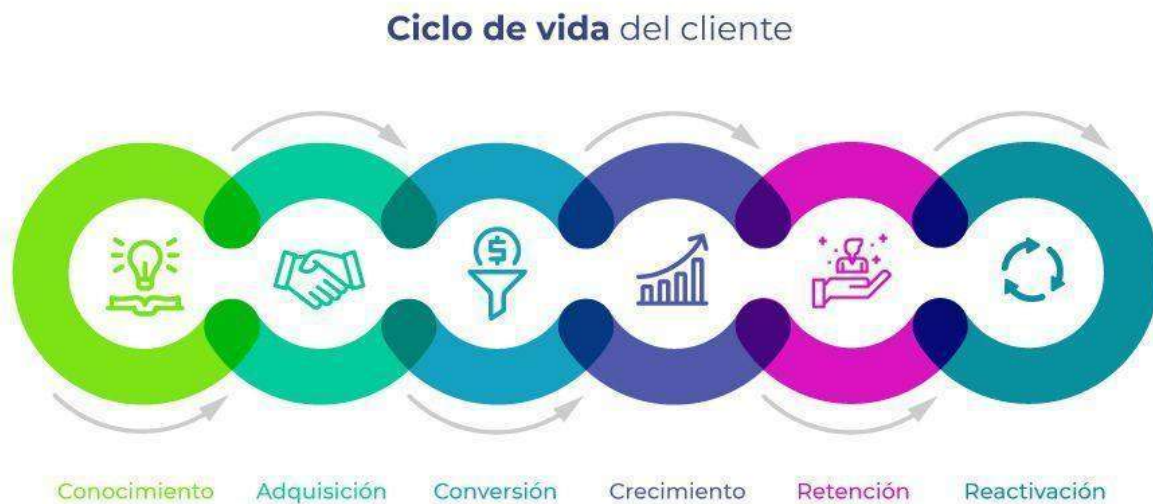 Ciclo de vida del cliente
$
Conocimiento Adquisición Conversión Crecimiento Retención Reactivación